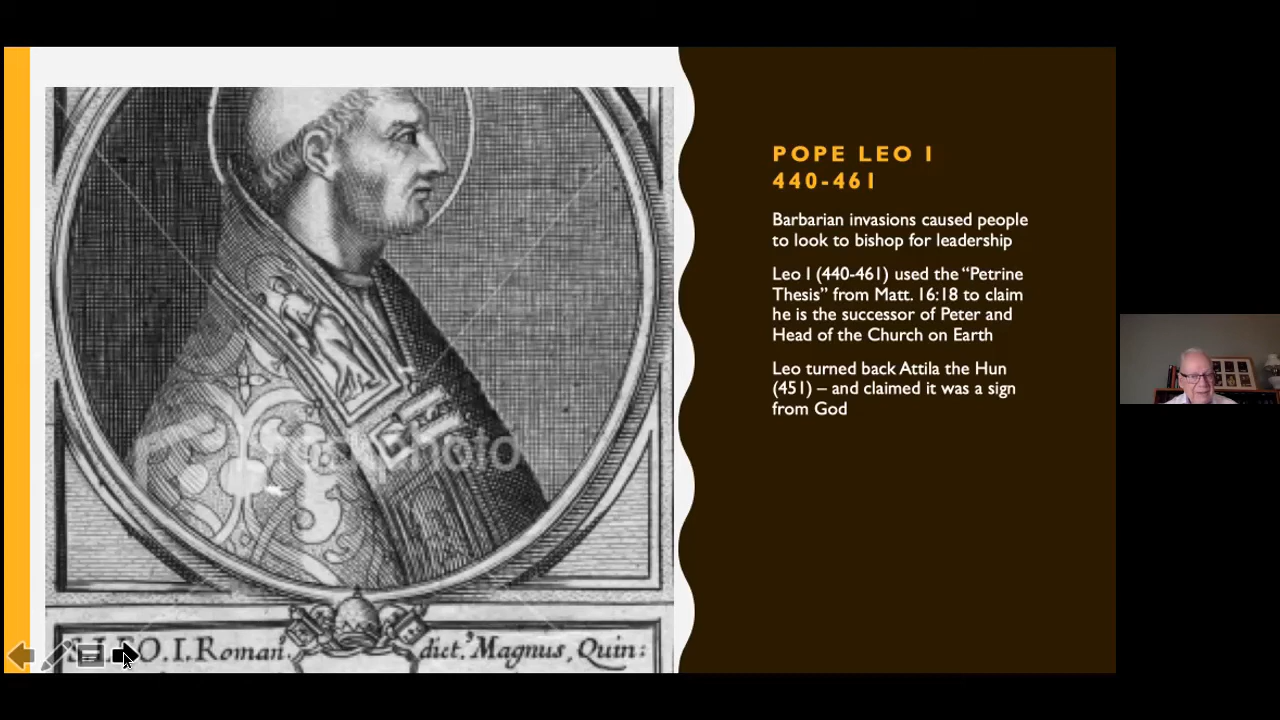 POPE LEO I
440-461
Barbarian invasions caused people
to look to bishop for leadership
Leo I (440-461) used the “Petrine
Thesis” from Matt. 16:18 to claim
he is the successor of Peter and
Head of the Church on Earth
Leo turned back Attila the Hun
(451) – and claimed it was a sign
from God
LEO. I. Roman. dict.' Magnus, Quin: